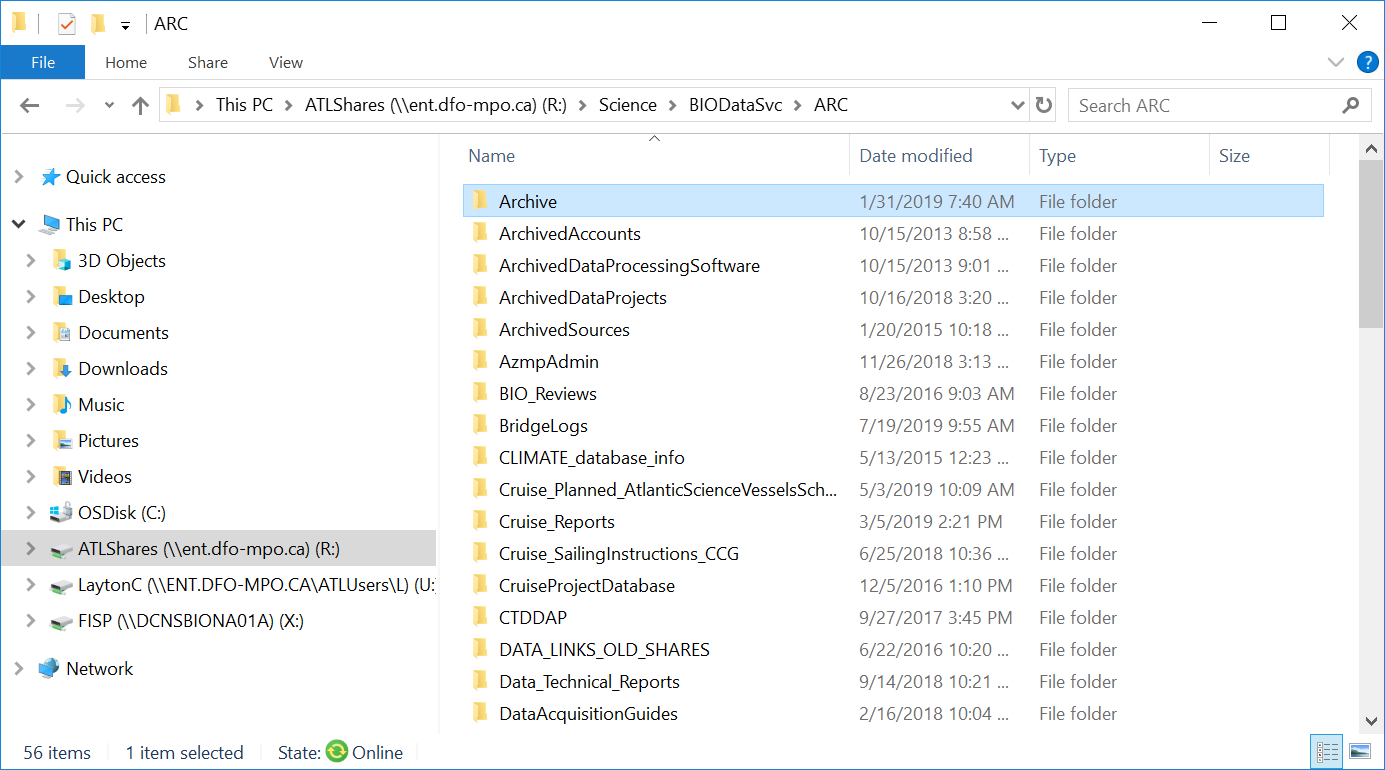 ARC
File Home Share View
?
This PC ATLShares (\\ent.dfo-mpo.ca) (R:) Science BIODataSvc ARC
Search ARC
Quick access
This PC
3D Objects
Desktop
Documents
Downloads
Music
Pictures
Videos
OSDisk (C:)
ATLShares (\\ent.dfo-mpo.ca) (R:)
LaytonC (\\ENT.DFO-MPO.CA\ATLUsers\L) (U:
FISP (\\DCNSBIONA01A) (X:)
Network
Name Date modified Type Size
Archive 1/31/2019 7:40 AM File folder
ArchivedAccounts 10/15/2013 8:58 ... File folder
ArchivedDataProcessingSoftware 10/15/2013 9:01 ... File folder
ArchivedDataProjects 10/16/2018 3:20 ... File folder
ArchivedSources 1/20/2015 10:18 ... File folder
AzmpAdmin 11/26/2018 3:13 ... File folder
BIO_Reviews 8/23/2016 9:03 AM File folder
BridgeLogs 7/19/2019 9:55 AM File folder
CLIMATE_database_info 5/13/2015 12:23 ... File folder
Cruise_Planned_AtlanticScienceVesselsSch... 5/3/2019 10:09 AM File folder
Cruise_Reports 3/5/2019 2:21 PM File folder
Cruise_SailingInstructions_CCG 6/25/2018 10:36 ... File folder
CruiseProjectDatabase 12/5/2016 1:10 PM File folder
CTDDAP 9/27/2017 3:45 PM File folder
DATA_LINKS_OLD_SHARES 6/22/2016 10:20 ... File folder
Data_Technical_Reports 9/14/2018 10:21 ... File folder
DataAcquisitionGuides 2/16/2018 10:04 ... File folder
56 items 1 item selected State: Online